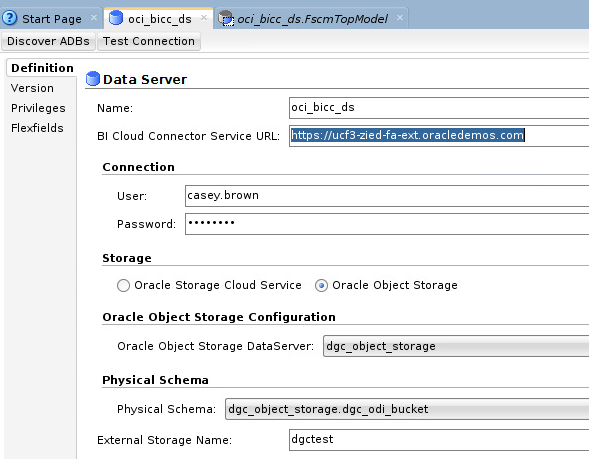 Start Page × oci_bicc_ds × oci_bicc_ds.FscmTopModel ×
Discover ADBs Test Connection
Definition
Version
Privileges
Flexfields
Data Server
Name: oci_bicc_ds
BI Cloud Connector Service URL: https://ucf3-zied-fa-ext.oracledemos.com
Connection
User: casey.brown
Password: ••••••••
Storage
Oracle Storage Cloud Service Oracle Object Storage
Oracle Object Storage Configuration
Oracle Object Storage DataServer: dgc_object_storage
Physical Schema
Physical Schema: dgc_object_storage.dgc_odi_bucket
External Storage Name: dgctest